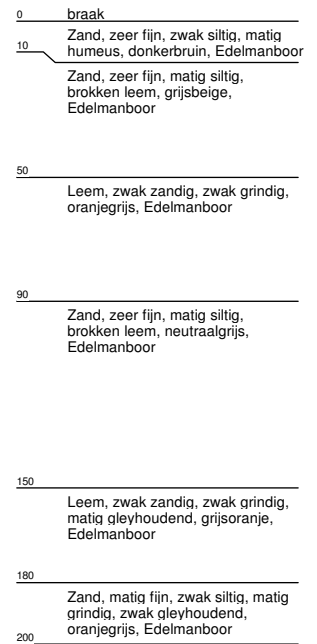 0 braak
Zand, zeer fijn, zwak siltig, matig
humeus, donkerbruin, Edelmanboor
10
Zand, zeer fijn, matig siltig,
brokken leem, grijsbeige,
Edelmanboor
50
Leem, zwak zandig, zwak grindig,
oranjegrijs, Edelmanboor
90
Zand, zeer fijn, matig siltig,
brokken leem, neutraalgrijs,
Edelmanboor
150
Leem, zwak zandig, zwak grindig,
matig gleyhoudend, grijsoranje,
Edelmanboor
180
Zand, matig fijn, zwak siltig, matig
grindig, zwak gleyhoudend,
oranjegrijs, Edelmanboor
200